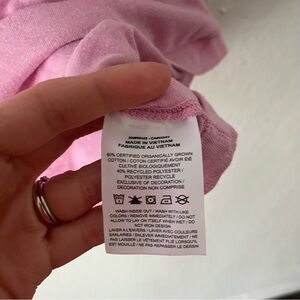 MADE IN VIETNAM
FABRIQUE AU VIETNAM
60% CERTIFIED ORGANICALLY GROWN
COTTON / COTON CERTIFIÉ AVOIR ÉTÉ
CULTIVÉ BIOLOGIQUEMENT
40% RECYCLED POLYESTER /
POLYESTER RECYCLÉ
EXCLUSIVE OF DECORATION /
DÉCORATION NON COMPRISE
WASH INSIDE OUT / WASH WITH LIKE
COLORS / REMOVE IMMEDIATELY / DO NOT
ALLOW TO LAY ON ITSELF WHEN WET / DO
NOT IRON DESIGN
LAVER À L'ENVERS / LAVER AVEC COULEURS
SIMILAIRES / ENLEVER IMMÉDIATEMENT / NE
PAS LAISSER LE VÊTEMENT PLIÉ LORSQU'IL
EST MOUILLÉ / NE PAS REPASSER LE DESSIN